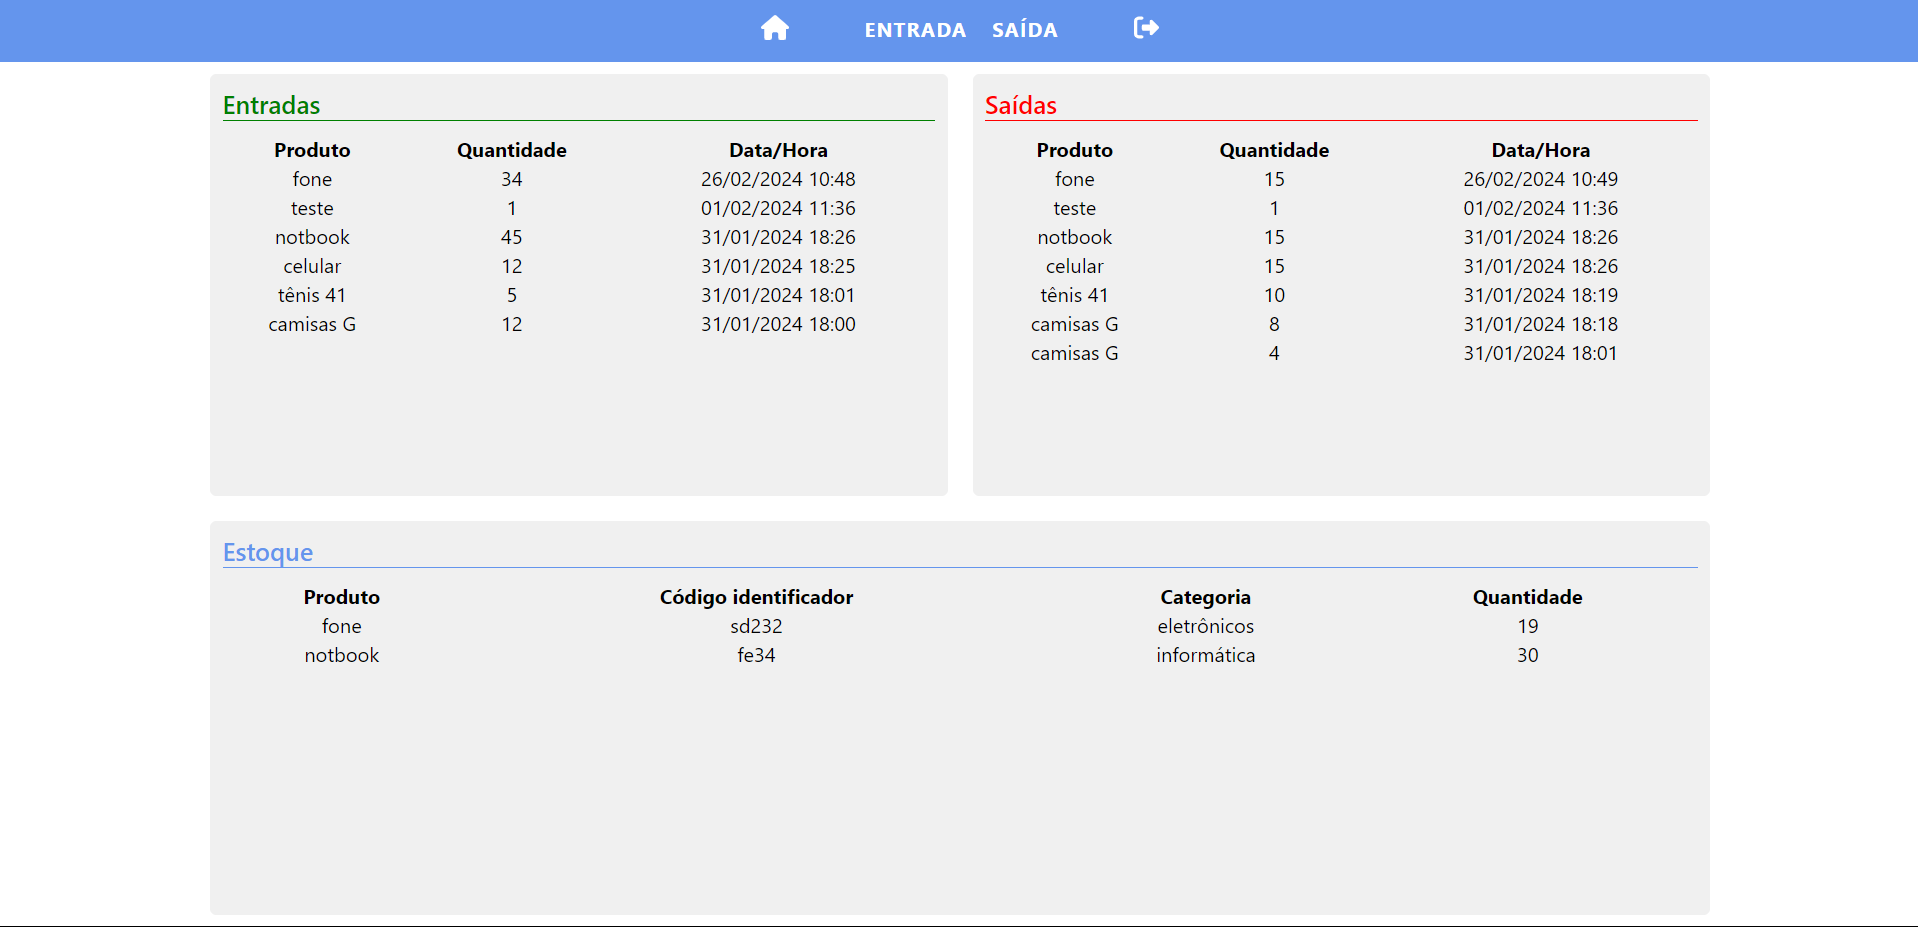 ENTRADA SAÍDA
Entradas
Produto Quantidade Data/Hora
fone 34 26/02/2024 10:48
teste 1 01/02/2024 11:36
notbook 45 31/01/2024 18:26
celular 12 31/01/2024 18:25
tênis 41 5 31/01/2024 18:01
camisas G 12 31/01/2024 18:00
Saídas
Produto Quantidade Data/Hora
fone 15 26/02/2024 10:49
teste 1 01/02/2024 11:36
notbook 15 31/01/2024 18:26
celular 15 31/01/2024 18:26
tênis 41 10 31/01/2024 18:19
camisas G 8 31/01/2024 18:18
camisas G 4 31/01/2024 18:01
Estoque
Produto Código identificador Categoria Quantidade
fone sd232 eletrônicos 19
notbook fe34 informática 30